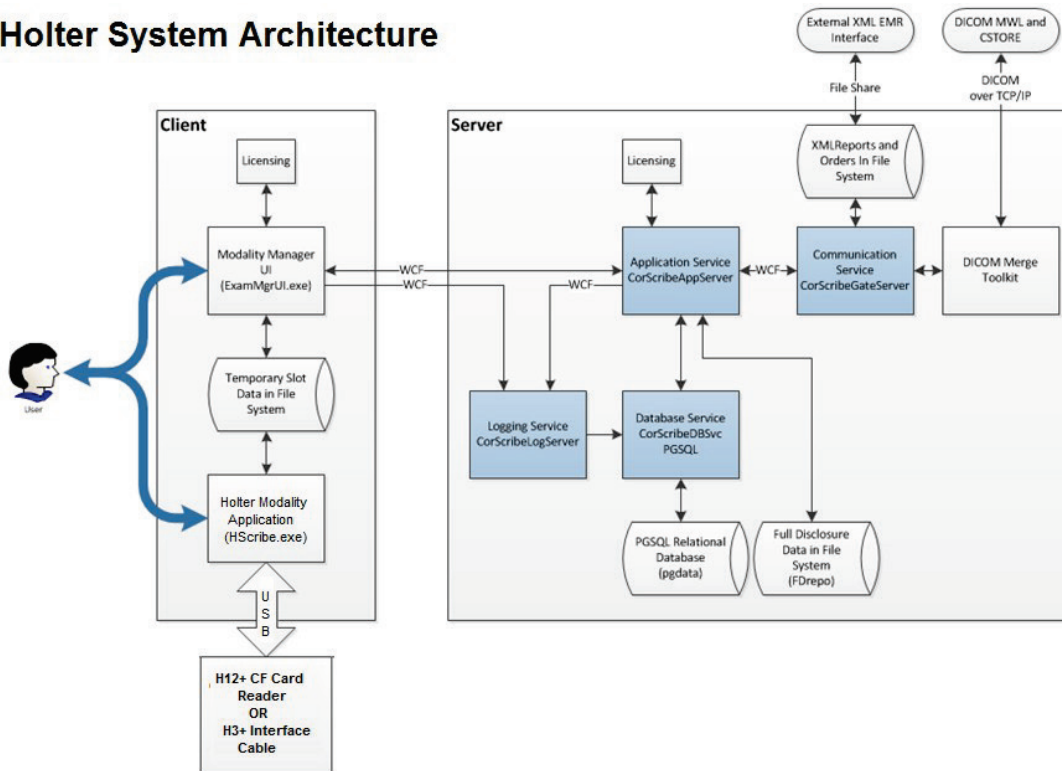 Holter System Architecture
External XML EMR
Interface
DICOM MWL and
CSTORE
File Share
DICOM
over TCP/IP
Client
Server
Licensing
Licensing
XMLReports and
Orders In File
System
Modality Manager
UI
(ExamMgrUI.exe)
WCF
WCF
WCF
Application Service
CorScribeAppServer
WCF
Communication
Service
CorScribeGateServer
DICOM Merge
Toolkit
User
Temporary Slot
Data in File
System
Logging Service
CorScribeLogServer
Database Service
CorScribeDBSvc
PGSQL
Holter Modality
Application
(HScribe.exe)
PGSQL Relational
Database
(pgdata)
Full Disclosure
Data in File
System
(FDrepo)
U
S
B
H12+ CF Card
Reader
OR
H3+ Interface
Cable